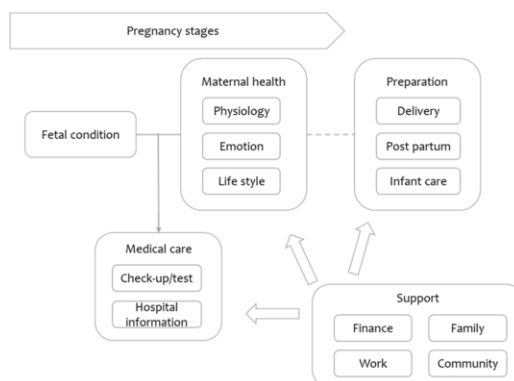 Pregnancy stages
Maternal health
Physiology
Emotion
Life style
Preparation
Delivery
Post partum
Infant care
Fetal condition
Medical care
Check-up/test
Hospital
information
Support
Finance
Family
Work
Community